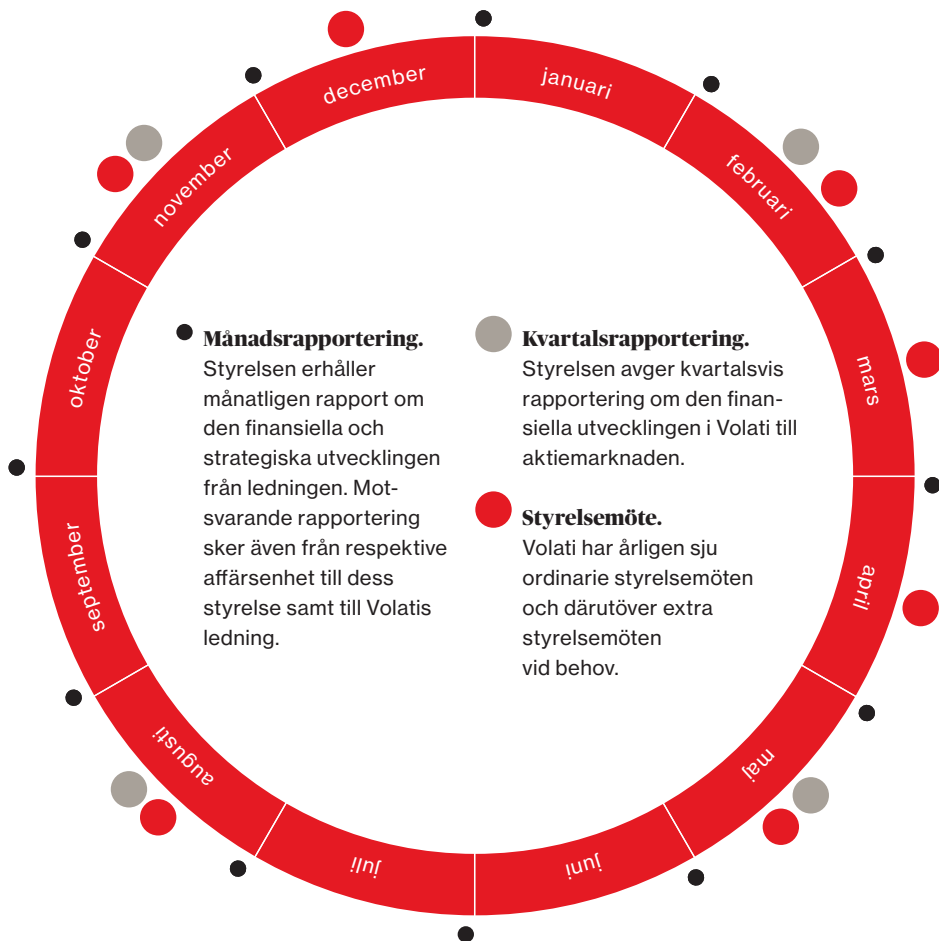 januari
februari
mars
april
maj
juni
juli
augusti
september
oktober
november
december
Månadsrapportering.
Styrelsen erhåller
månatligen rapport om
den finansiella och
strategiska utvecklingen
från ledningen. Mot-
svarande rapportering
sker även från respektive
affärsenhet till dess
styrelse samt till Volatis
ledning.
Kvartalsrapportering.
Styrelsen avger kvartalsvis
rapportering om den finan-
siella utvecklingen i Volati till
aktiemarknaden.
Styrelsemöte.
Volati har årligen sju
ordinarie styrelsemöten
och därutöver extra
styrelsemöten
vid behov.